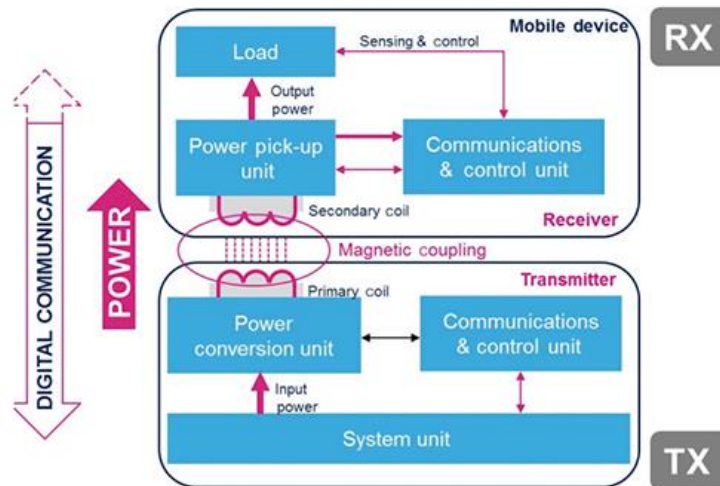 Mobile device
RX
Load
Sensing & control
Output
power
Power pick-up
unit
Communications
& control unit
Secondary coil
Receiver
Magnetic coupling
DIGITAL COMMUNICATION
POWER
Transmitter
Primary coil
Power
conversion unit
Communications
& control unit
Input
power
System unit
TX